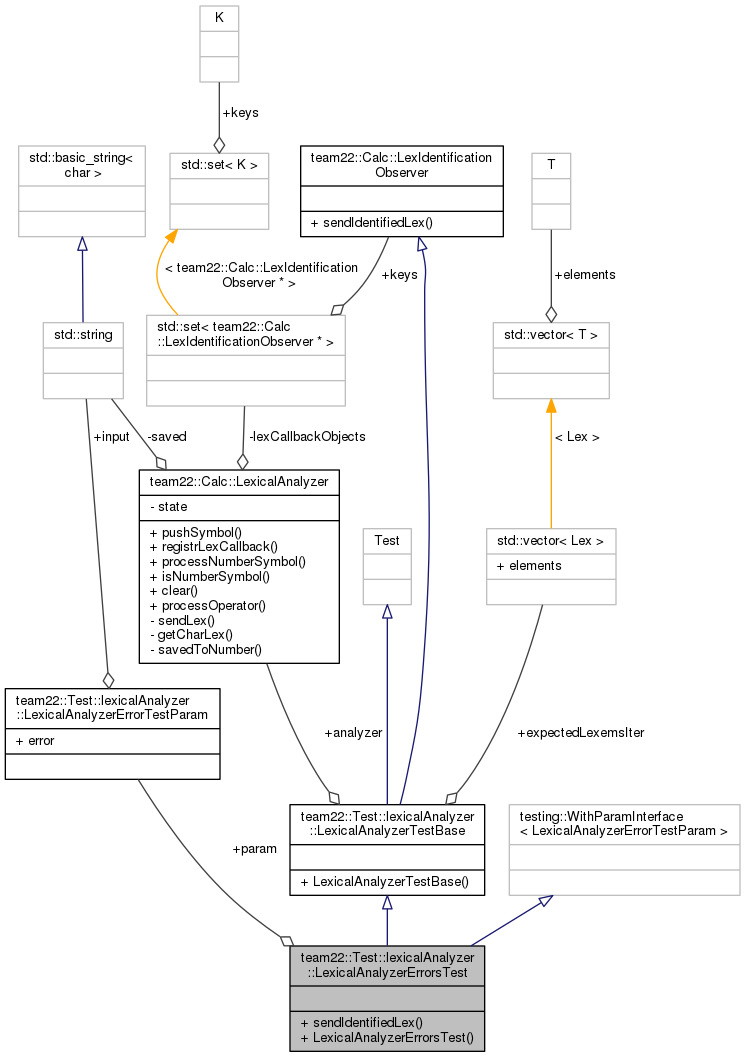 K
+keys
std::basic_string<
char >
std::set< K >
team22::Calc::LexIdentification
Observer
+ sendIdentifiedLex()
T
< team22::Calc::LexIdentification
Observer * >
+keys
+elements
std::string
std::set< team22::Calc
::LexIdentificationObserver * >
std::vector< T >
+input
-saved
-lexCallbackObjects
< Lex >
team22::Calc::LexicalAnalyzer
- state
+ pushSymbol()
+ registrLexCallback()
+ processNumberSymbol()
+ isNumberSymbol()
+ clear()
+ processOperator()
- sendLex()
- getCharLex()
- savedToNumber()
Test
std::vector< Lex >
+ elements
team22::Test::lexicalAnalyzer
::LexicalAnalyzerErrorTestParam
+ error
+analyzer
+expectedLexemsIter
team22::Test::lexicalAnalyzer
::LexicalAnalyzerTestBase
+ LexicalAnalyzerTestBase()
testing::WithParamInterface
< LexicalAnalyzerErrorTestParam >
+param
team22::Test::lexicalAnalyzer
::LexicalAnalyzerErrorsTest
+ sendIdentifiedLex()
+ LexicalAnalyzerErrorsTest()